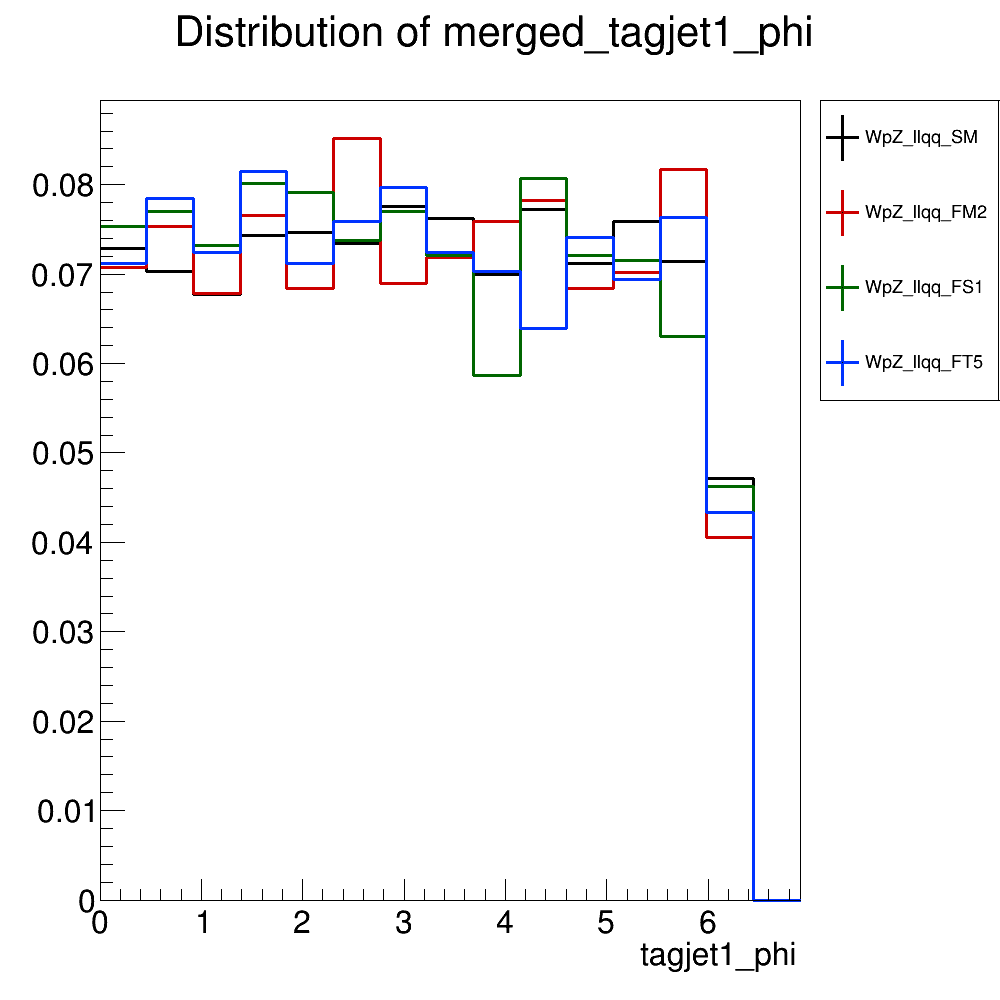 Distribution of merged_tagjet1_phi
WpZ_llqq_SM
WpZ_llqq_FM2
WpZ_llqq_FS1
WpZ_llqq_FT5
0.08
0.07
0.06
0.05
0.04
0.03
0.02
0.01
0
0 1 2 3 4 5 6
tagjet1_phi